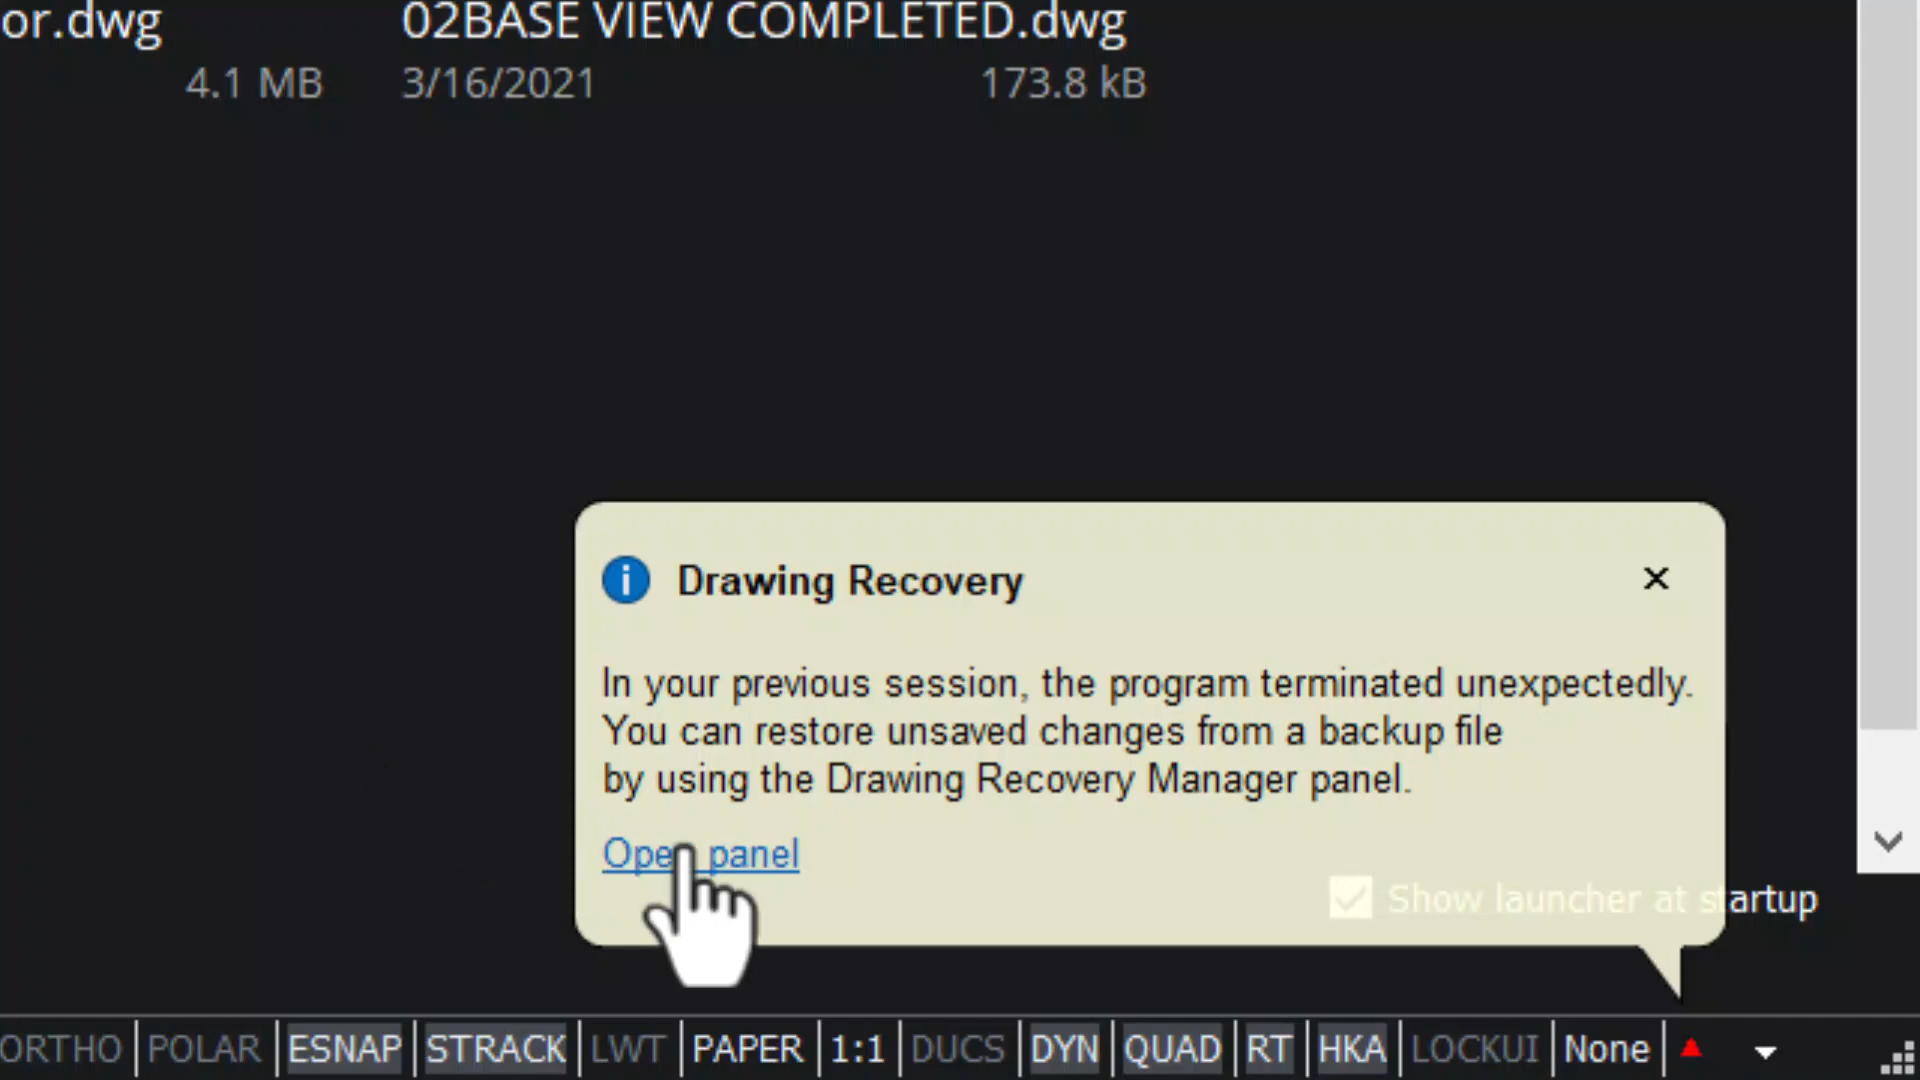 or.dwg 02BASE VIEW COMPLETED.dwg
4.1 MB 3/16/2021 173.8 kB
Drawing Recovery
In your previous session, the program terminated unexpectedly.
You can restore unsaved changes from a backup file
by using the Drawing Recovery Manager panel.
Open panel
Show launcher at startup
ORTHO POLAR ESNAP STRACK LWT PAPER 1:1 DUCS DYN QUAD RT HKA LOCKUI None